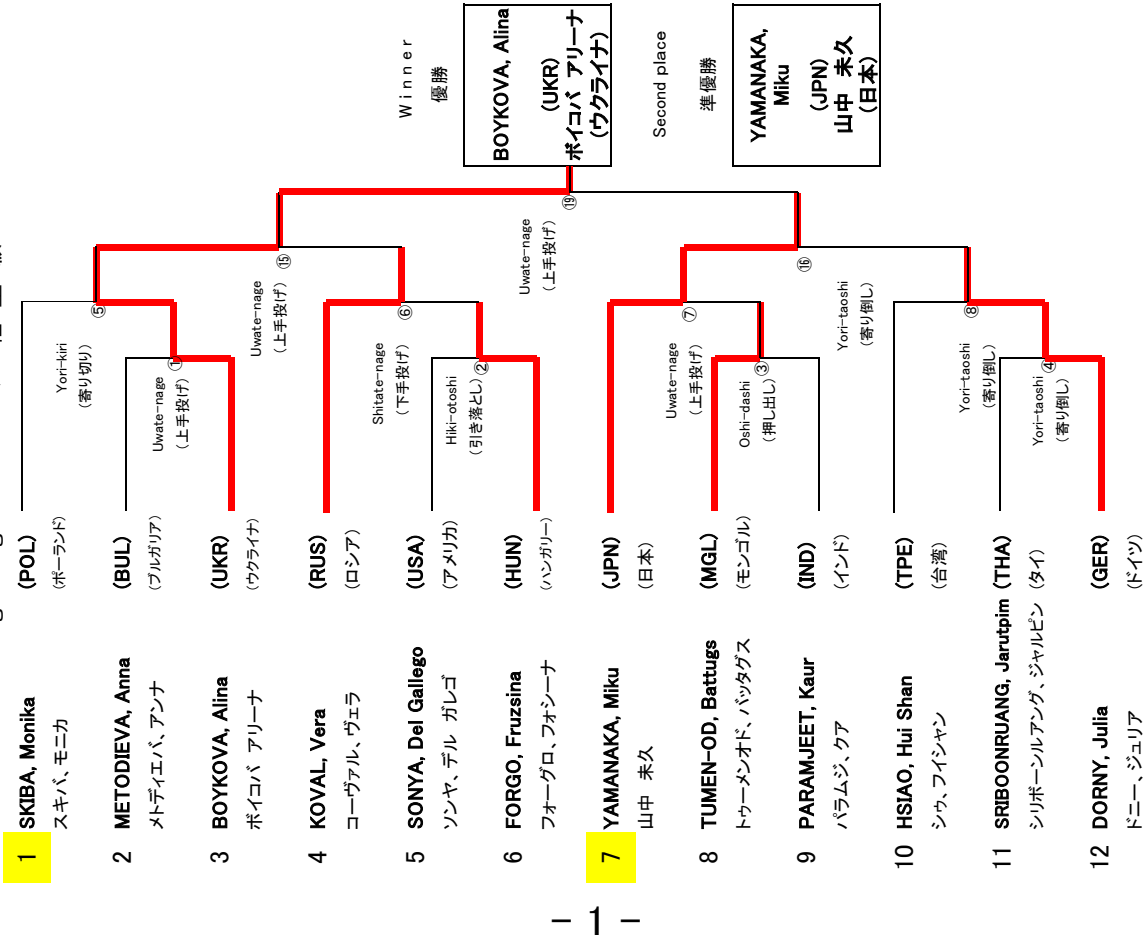 1 SKIBA, Monika (POL)
スキバ、モニカ (ポーランド)
2 METODIEVA, Anna (BUL)
メトディエバ、アンナ (ブルガリア)
3 BOYKOVA, Alina (UKR)
ボイコバ アリーナ (ウクライナ)
4 KOVAL, Vera (RUS)
コーヴァル、ヴェラ (ロシア)
5 SONYA, Del Gallego (USA)
ソンヤ、デル ガレゴ (アメリカ)
6 FORGO, Fruzsina (HUN)
フォーグロ、フォシーナ (ハンガリー)
7 YAMANAKA, Miku (JPN)
山中 未久 (日本)
8 TUMEN-OD, Battugs (MGL)
トゥーメンオド、バッタグス (モンゴル)
9 PARAMJEET, Kaur (IND)
パラムジ、クア (インド)
10 HSIAO, Hui Shan (TPE)
シゥ、フイシャン (台湾)
11 SRIBOONRUANG, Jarutpim (THA)
シリボーンルアング、ジャルピン (タイ)
12 DORNY, Julia (GER)
ドニー、ジュリア (ドイツ)
⑤
Yori-kiri
(寄り切り)
①
Uwate-nage
(上手投げ)
⑮
Uwate-nage
(上手投げ)
⑥
Shitate-nage
(下手投げ)
②
Hiki-otoshi
(引き落とし)
⑲
Uwate-nage
(上手投げ)
⑦
Uwate-nage
(上手投げ)
③
Oshi-dashi
(押し出し)
⑯
Yori-taoshi
(寄り倒し)
⑧
Yori-taoshi
(寄り倒し)
④
Yori-taoshi
(寄り倒し)
Winner
優勝
BOYKOVA, Alina
(UKR)
ボイコバ アリーナ
(ウクライナ)
Second place
準優勝
YAMANAKA,
Miku
(JPN)
山中 未久
(日本)
- 1 -